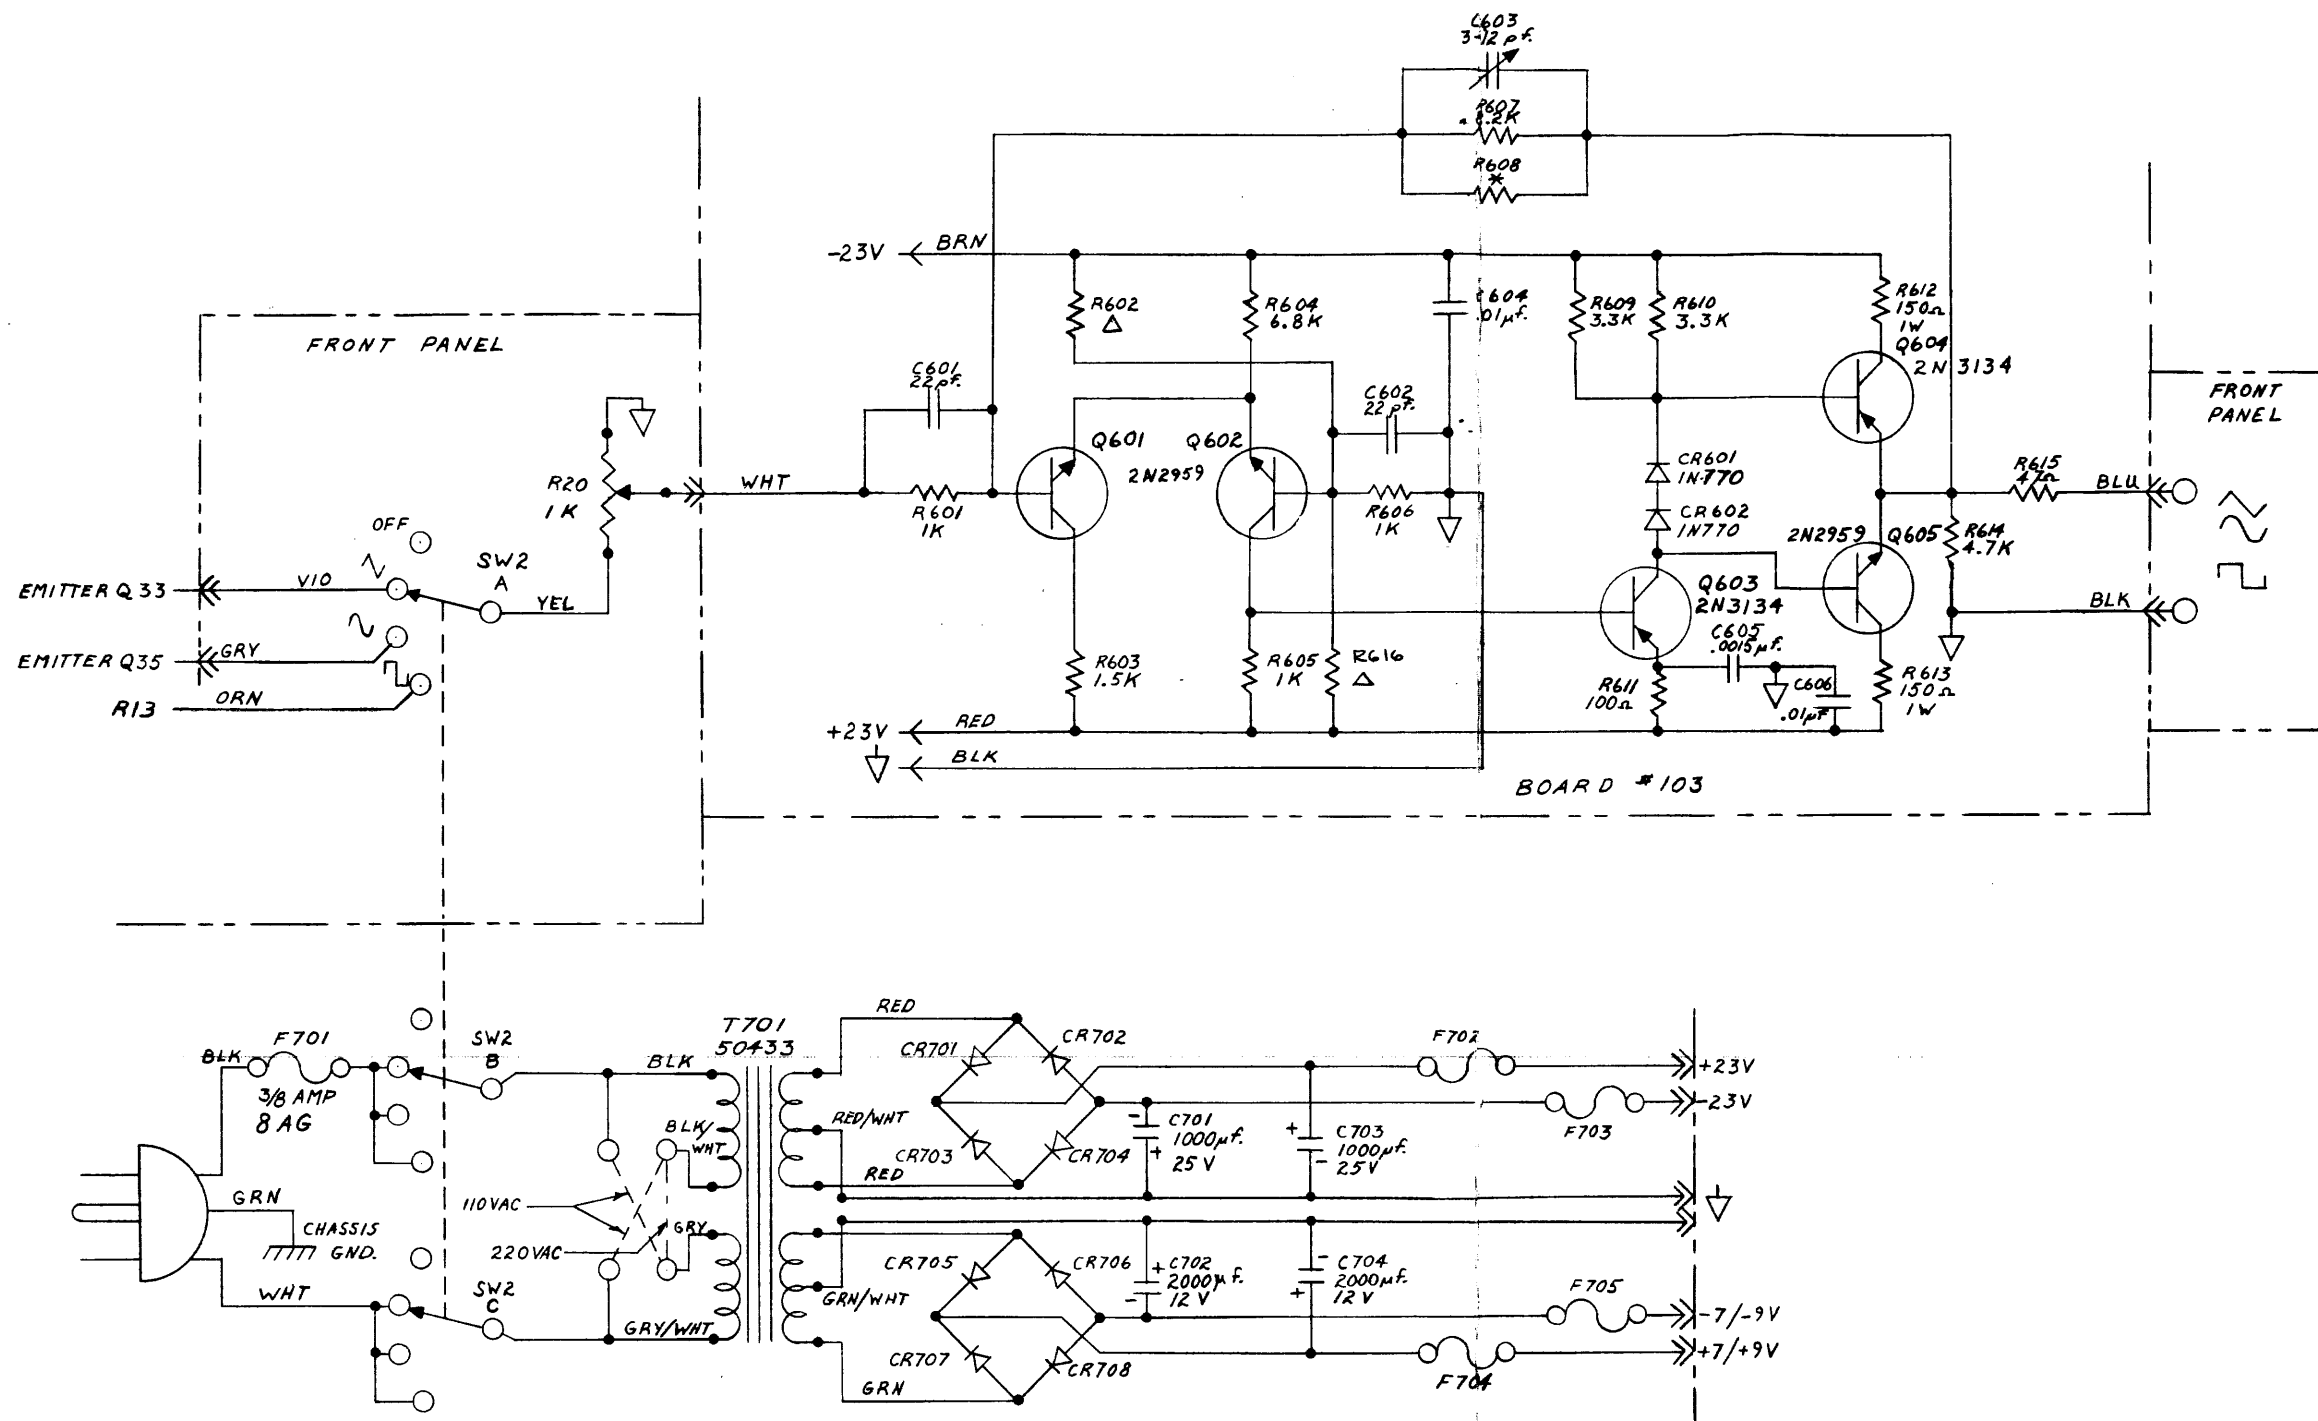 C603
3-12 pf.
R607
.2K
R608
*
-23V
BRN
R602
△
R604
6.8K
C604
.01µf.
R609
3.3K
R610
3.3K
R612
150Ω
1W
Q604
2N3134
FRONT PANEL
FRONT
PANEL
C601
22pf.
C602
22 pf.
Q601
Q602
2N2959
CR601
1N770
CR602
1N770
R20
1K
WHT
R601
1K
R606
1K
R615
47Ω
BLU
OFF
SW2
A
2N2959
Q605
R614
4.7K
EMITTER Q33
VIO
YEL
Q603
2N3134
BLK
EMITTER Q35
GRY
R13
ORN
R603
1.5K
R605
1K
R616
△
C605
.0015µf.
R611
100Ω
C606
.01µf
R613
150Ω
1W
+23V
RED
BLK
BOARD #103
F701
BLK
3/8 AMP
8 AG
SW2
B
BLK
T701
50433
RED
CR701
CR702
F702
+23V
-23V
F703
BLK/
WHT
RED/WHT
CR703
CR704
RED
-
C701
1000µf.
+
25V
+
C703
1000µf.
-
25V
GRN
CHASSIS
GND.
110VAC
220VAC
GRY
WHT
SW2
C
GRY/WHT
GRN/WHT
CR705
CR706
+
C702
2000µf.
-
12V
-
C704
2000µf.
+
12V
F705
-7/-9V
+7/+9V
F704
CR707
CR708
GRN